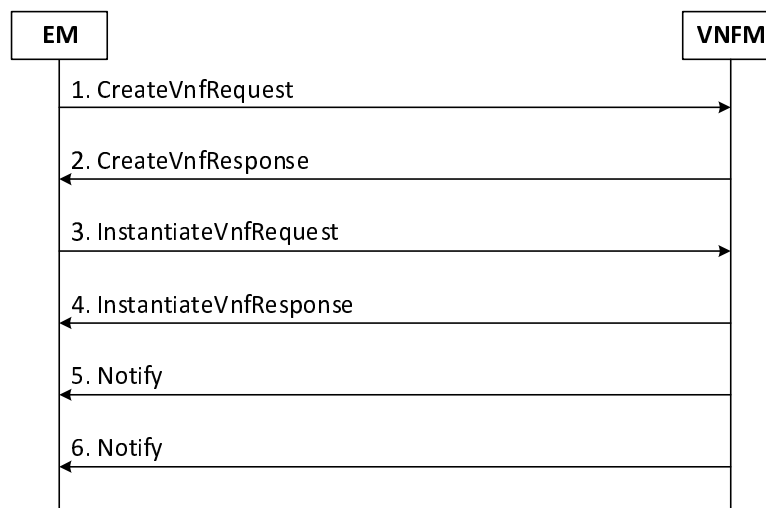 EM
VNFM
1. CreateVnfRequest
2. CreateVnfResponse
3. InstantiateVnfRequest
4. InstantiateVnfResponse
5. Notify
6. Notify